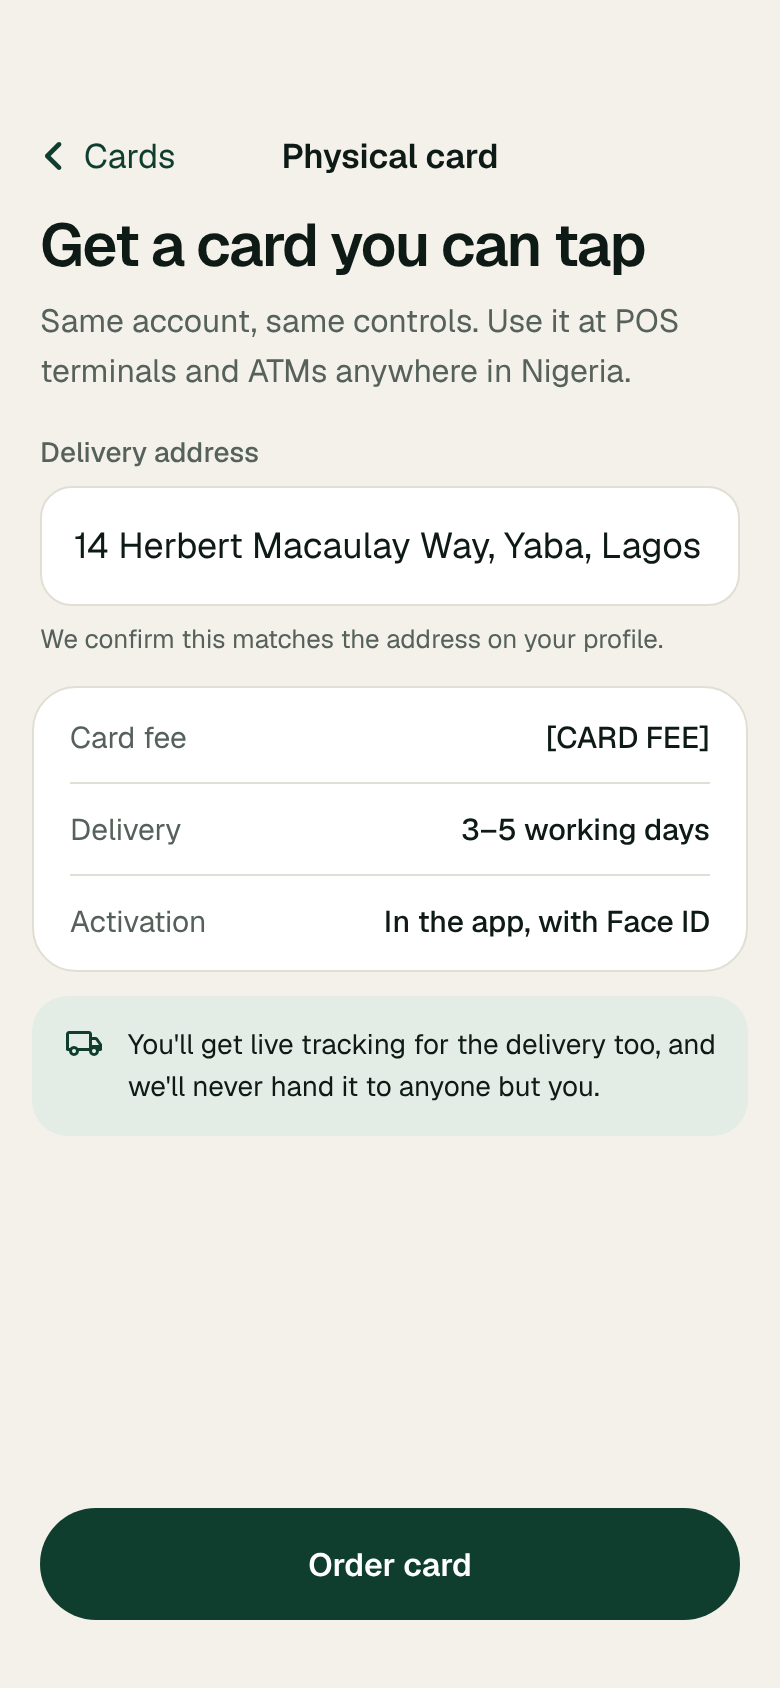 Cards
Physical card
Get a card you can tap
Same account, same controls. Use it at POS
terminals and ATMs anywhere in Nigeria.
Delivery address
14 Herbert Macaulay Way, Yaba, Lagos
We confirm this matches the address on your profile.
Card fee [CARD FEE]
Delivery 3–5 working days
Activation In the app, with Face ID
You'll get live tracking for the delivery too, and
we'll never hand it to anyone but you.
Order card